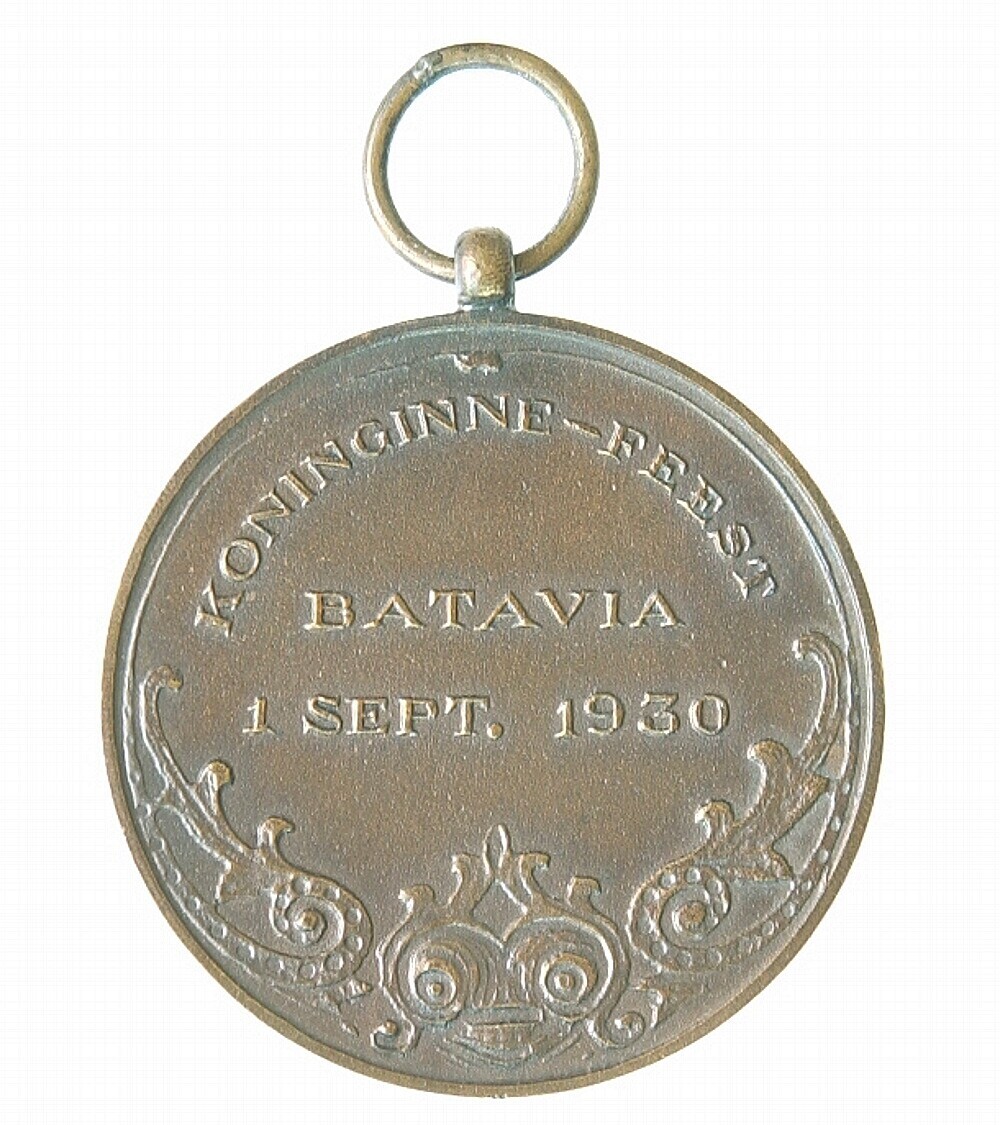 KONINGINNE-FEEST
BATAVIA
1 SEPT. 1930